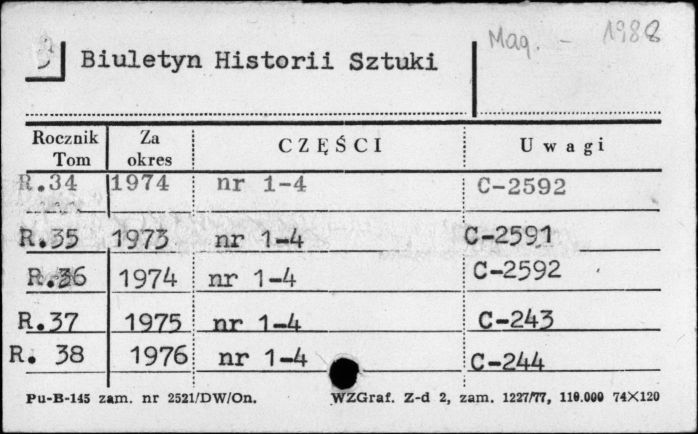 B
Biuletyn Historii Sztuki
Mag. - 1988
Rocznik Tom Za okres CZĘŚCI Uwagi
R.34 1974 nr 1-4 C-2592
R.35 1973 nr 1-4 C-2591
R.36 1974 nr 1-4 C-2592
R.37 1975 nr 1-4 C-243
R. 38 1976 nr 1-4 C-244
Pu-B-145 zam. nr 2521/DW/On. WZGraf. Z-d 2, zam. 1227/77, 110.000 74X120